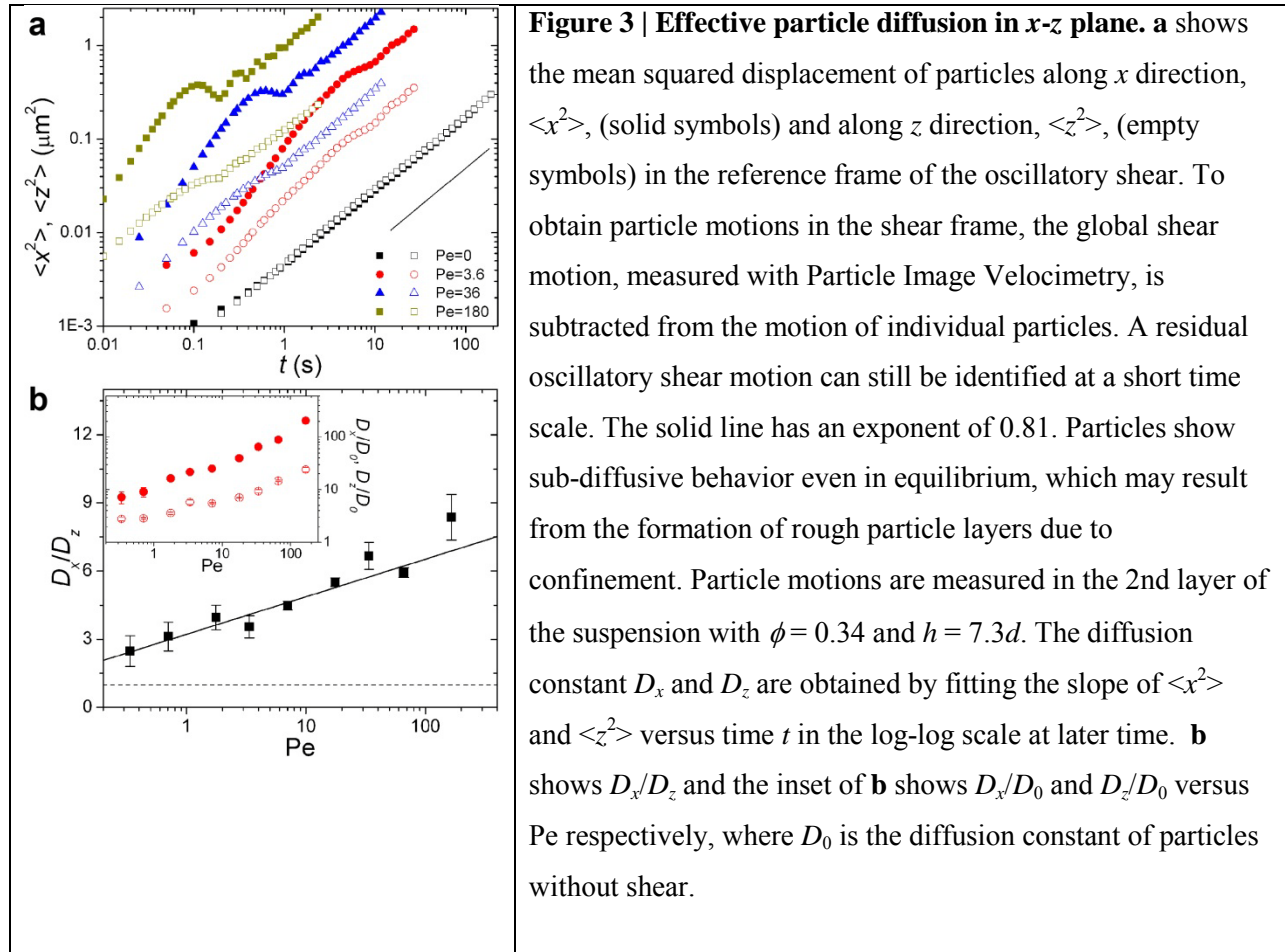 a
1
0.1
0.01
1E-3
<x²>, <z²> (μm²)
Pe=0
Pe=3.6
Pe=36
Pe=180
0.01 0.1 1 10 100
t (s)
b
12
9
6
3
0
Dx/Dz
100
10
1
Dx/D0, Dz/D0
1 10 100
Pe
1 10 100
Pe
Figure 3 | Effective particle diffusion in x-z plane. a shows
the mean squared displacement of particles along x direction,
<x²>, (solid symbols) and along z direction, <z²>, (empty
symbols) in the reference frame of the oscillatory shear. To
obtain particle motions in the shear frame, the global shear
motion, measured with Particle Image Velocimetry, is
subtracted from the motion of individual particles. A residual
oscillatory shear motion can still be identified at a short time
scale. The solid line has an exponent of 0.81. Particles show
sub-diffusive behavior even in equilibrium, which may result
from the formation of rough particle layers due to
confinement. Particle motions are measured in the 2nd layer of
the suspension with ϕ = 0.34 and h = 7.3d. The diffusion
constant Dx and Dz are obtained by fitting the slope of <x²>
and <z²> versus time t in the log-log scale at later time. b
shows Dx/Dz and the inset of b shows Dx/D0 and Dz/D0 versus
Pe respectively, where D0 is the diffusion constant of particles
without shear.